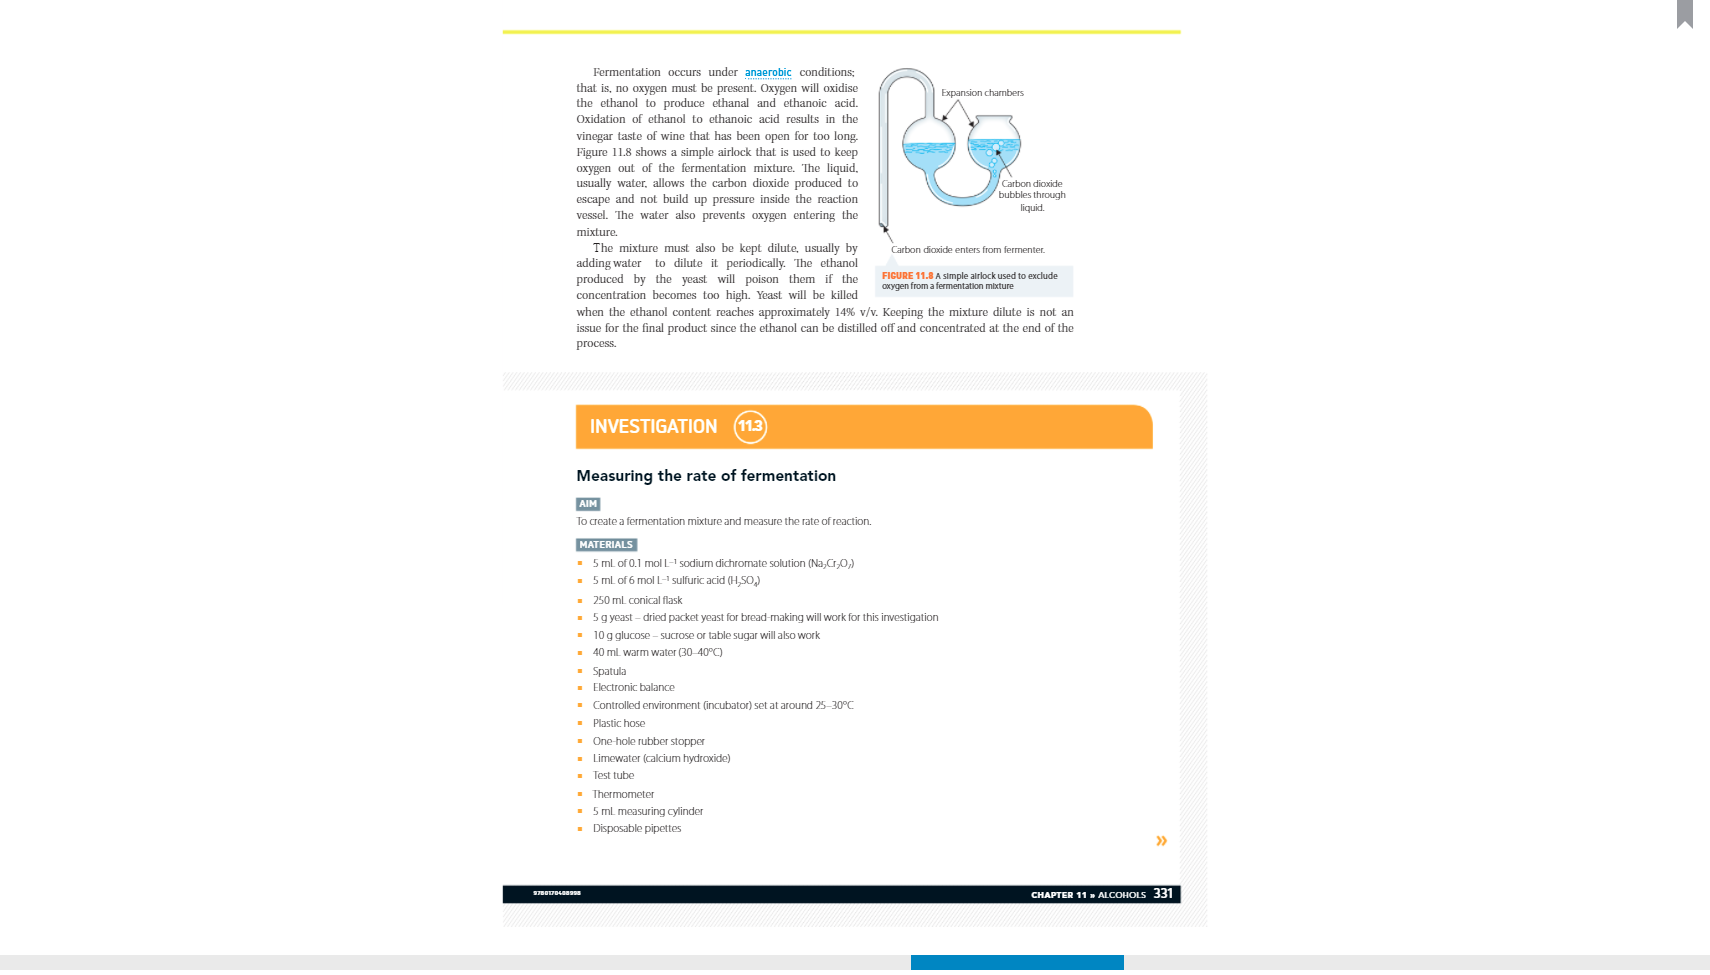 Fermentation occurs under anaerobic conditions;
that is, no oxygen must be present. Oxygen will oxidise
the ethanol to produce ethanal and ethanoic acid.
Oxidation of ethanol to ethanoic acid results in the
vinegar taste of wine that has been open for too long.
Figure 11.8 shows a simple airlock that is used to keep
oxygen out of the fermentation mixture. The liquid,
usually water, allows the carbon dioxide produced to
escape and not build up pressure inside the reaction
vessel. The water also prevents oxygen entering the
mixture.
The mixture must also be kept dilute, usually by
adding water to dilute it periodically. The ethanol
produced by the yeast will poison them if the
concentration becomes too high. Yeast will be killed
when the ethanol content reaches approximately 14% v/v. Keeping the mixture dilute is not an
issue for the final product since the ethanol can be distilled off and concentrated at the end of the
process.
Expansion chambers
Carbon dioxide
bubbles through
liquid.
Carbon dioxide enters from fermenter.
FIGURE 11.8 A simple airlock used to exclude
oxygen from a fermentation mixture
INVESTIGATION 11.3
Measuring the rate of fermentation
AIM
To create a fermentation mixture and measure the rate of reaction.
MATERIALS
▪ 5 mL of 0.1 mol L⁻¹ sodium dichromate solution (Na₂Cr₂O₇)
▪ 5 mL of 6 mol L⁻¹ sulfuric acid (H₂SO₄)
▪ 250 mL conical flask
▪ 5 g yeast – dried packet yeast for bread-making will work for this investigation
▪ 10 g glucose – sucrose or table sugar will also work
▪ 40 mL warm water (30–40°C)
▪ Spatula
▪ Electronic balance
▪ Controlled environment (incubator) set at around 25–30°C
▪ Plastic hose
▪ One-hole rubber stopper
▪ Limewater (calcium hydroxide)
▪ Test tube
▪ Thermometer
▪ 5 mL measuring cylinder
▪ Disposable pipettes
»
9780170408998 CHAPTER 11 » ALCOHOLS 331